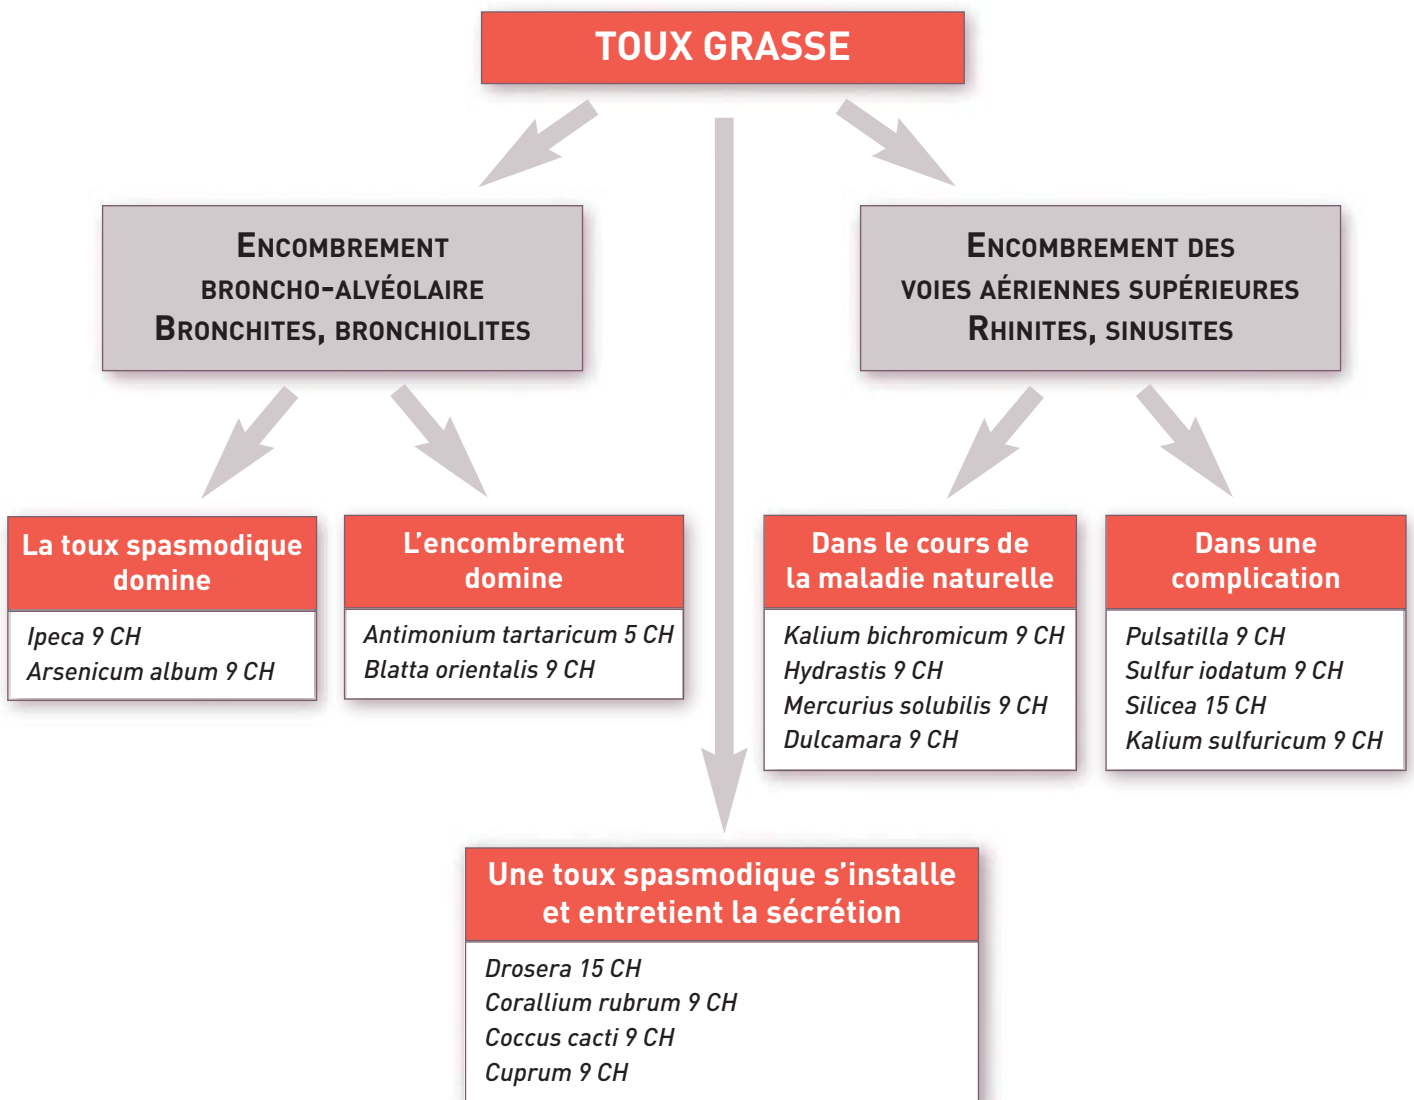 TOUX GRASSE
ENCOMBREMENT
BRONCHO-ALVÉOLAIRE
BRONCHITES, BRONCHIOLITES
ENCOMBREMENT DES
VOIES AÉRIENNES SUPÉRIEURES
RHINITES, SINUSITES
La toux spasmodique
domine
Ipeca 9 CH
Arsenicum album 9 CH
L'encombrement
domine
Antimonium tartaricum 5 CH
Blatta orientalis 9 CH
Dans le cours de
la maladie naturelle
Kalium bichromicum 9 CH
Hydrastis 9 CH
Mercurius solubilis 9 CH
Dulcamara 9 CH
Dans une
complication
Pulsatilla 9 CH
Sulfur iodatum 9 CH
Silicea 15 CH
Kalium sulfuricum 9 CH
Une toux spasmodique s'installe
et entretient la sécrétion
Drosera 15 CH
Corallium rubrum 9 CH
Coccus cacti 9 CH
Cuprum 9 CH